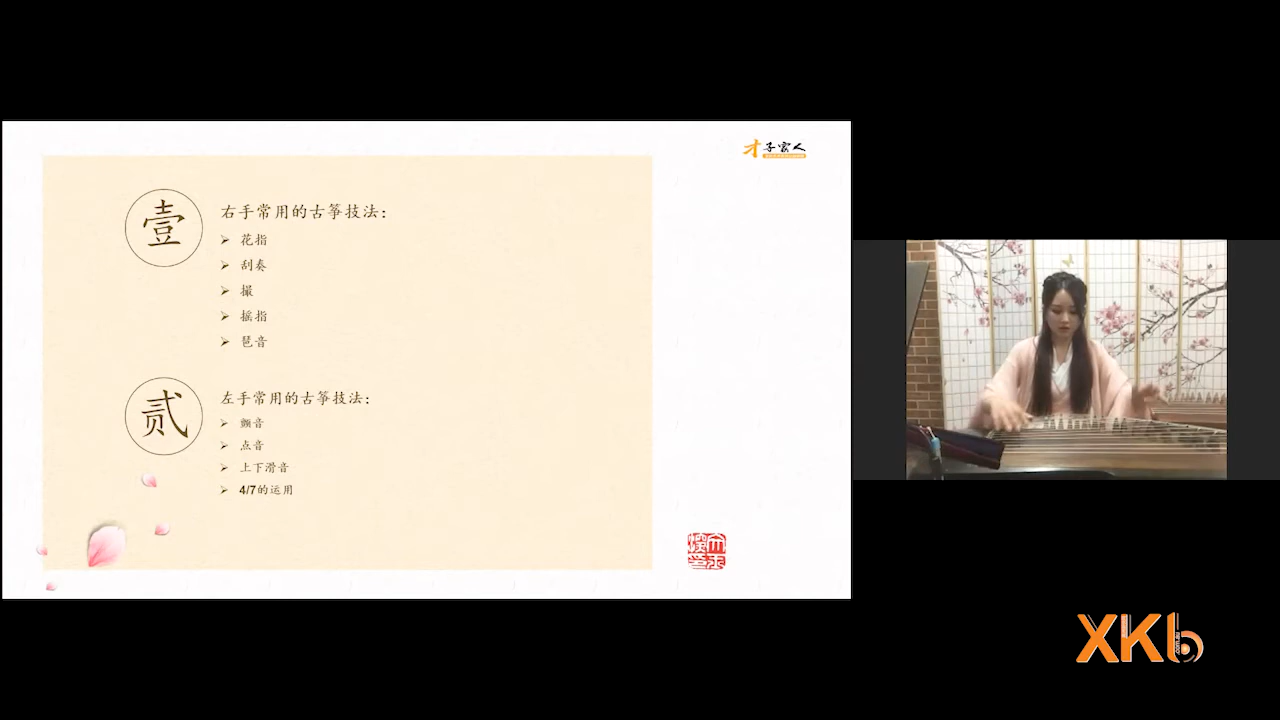 才子雲人
壹
右手常用的古筝技法：
➢ 花指
➢ 刮奏
➢ 撮
➢ 摇指
➢ 琶音
贰
左手常用的古筝技法：
➢ 颤音
➢ 点音
➢ 上下滑音
➢ 4/7的运用
XKb